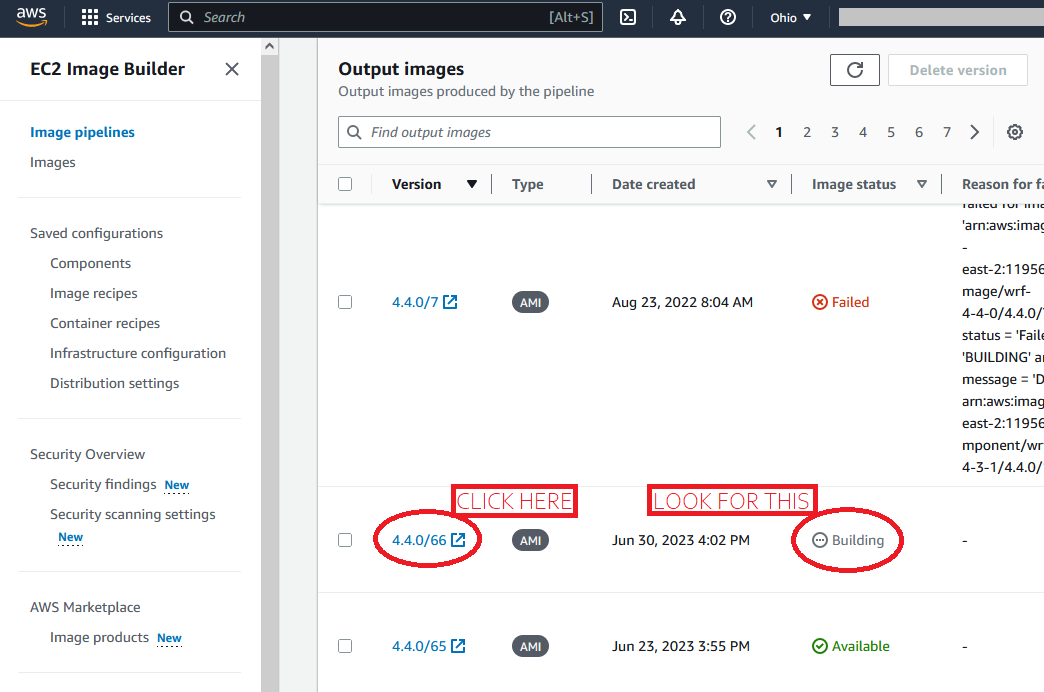 aws Services Search [Alt+S] Ohio
EC2 Image Builder
Image pipelines
Images
Saved configurations
Components
Image recipes
Container recipes
Infrastructure configuration
Distribution settings
Security Overview
Security findings New
Security scanning settings
New
AWS Marketplace
Image products New
Output images
Delete version
Output images produced by the pipeline
Find output images
1 2 3 4 5 6 7
Version Type Date created Image status Reason for fa
failed for ima
'arn:aws:imag
-
east-2:11956
mage/wrf-
4.4.0/7 AMI Aug 23, 2022 8:04 AM Failed
4-4-0/4.4.0/
status = 'Faile
'BUILDING' an
message = 'D
arn:aws:imag
east-2:11956
mponent/wr
4-3-1/4.4.0/
CLICK HERE LOOK FOR THIS
4.4.0/66 AMI Jun 30, 2023 4:02 PM Building -
4.4.0/65 AMI Jun 23, 2023 3:55 PM Available -